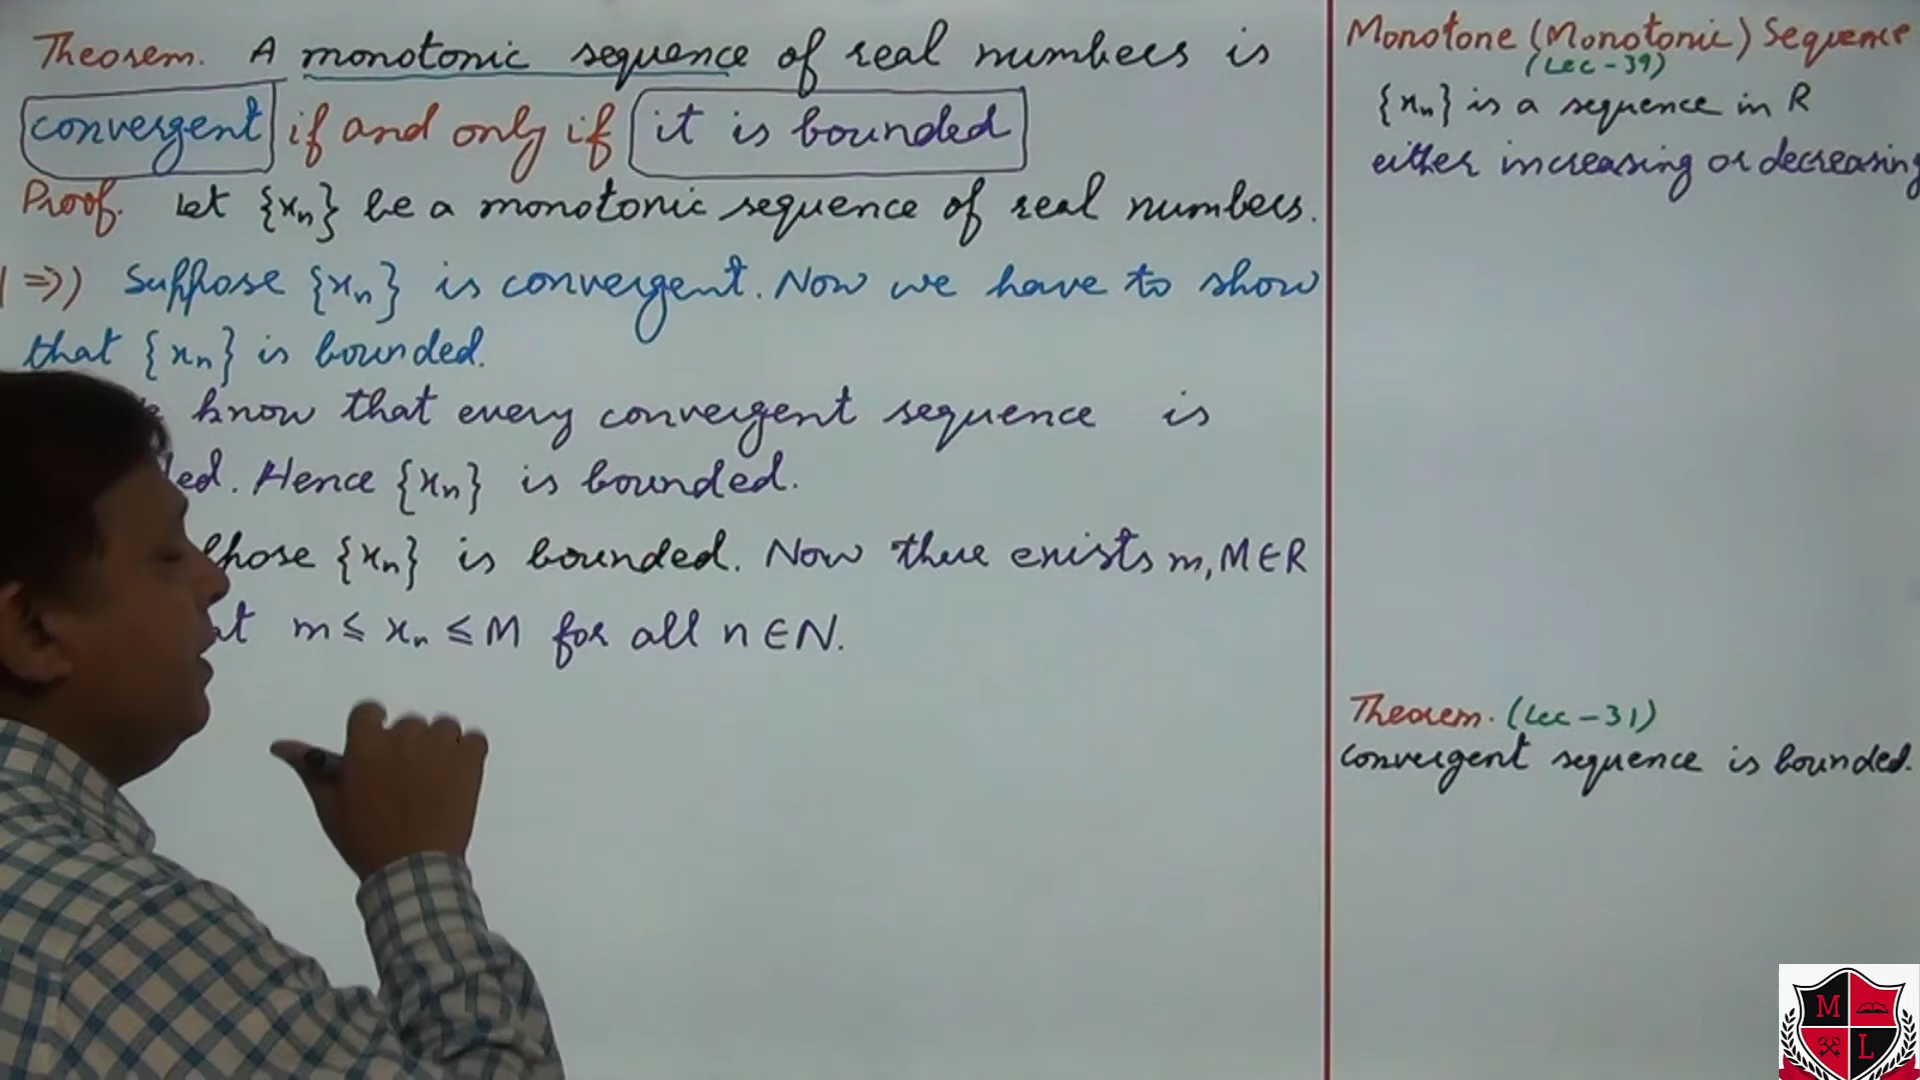 Theorem. A monotonic sequence of real numbers is
convergent if and only if it is bounded
Proof. Let {xn} be a monotonic sequence of real numbers.
⇒) Suppose {xn} is convergent. Now we have to show
that {xn} is bounded.
know that every convergent sequence is
ded. Hence {xn} is bounded.
ppose {xn} is bounded. Now there exists m, M ∈ R
at m ≤ xn ≤ M for all n ∈ N.
Monotone (Monotonic) Sequence
(Lec-39)
{xn} is a sequence in R
either increasing or decreasing
Theorem. (Lec-31)
Convergent sequence is bounded.
M
L